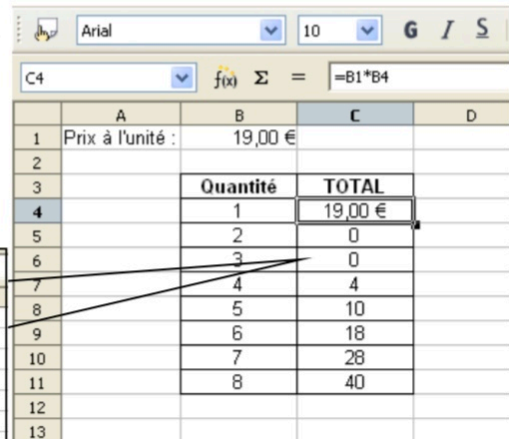 Arial 10 G I S
C4 f(x) Σ = =B1*B4
A B C D
1 Prix à l'unité : 19,00 €
2
3 Quantité TOTAL
4 1 19,00 €
5 2 0
6 3 0
7 4 4
8 5 10
9 6 18
10 7 28
11 8 40
12
13